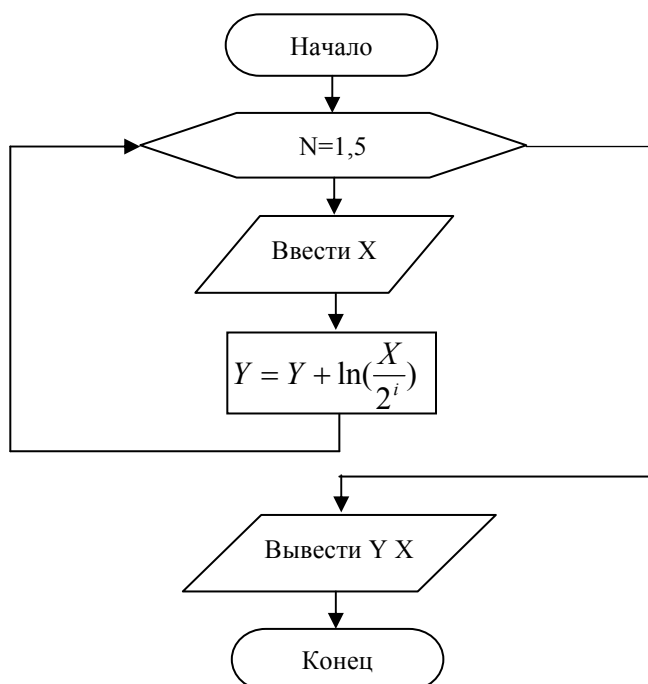 Начало
N=1,5
Ввести X
Y = Y + ln(X/2^i)
Вывести Y X
Конец